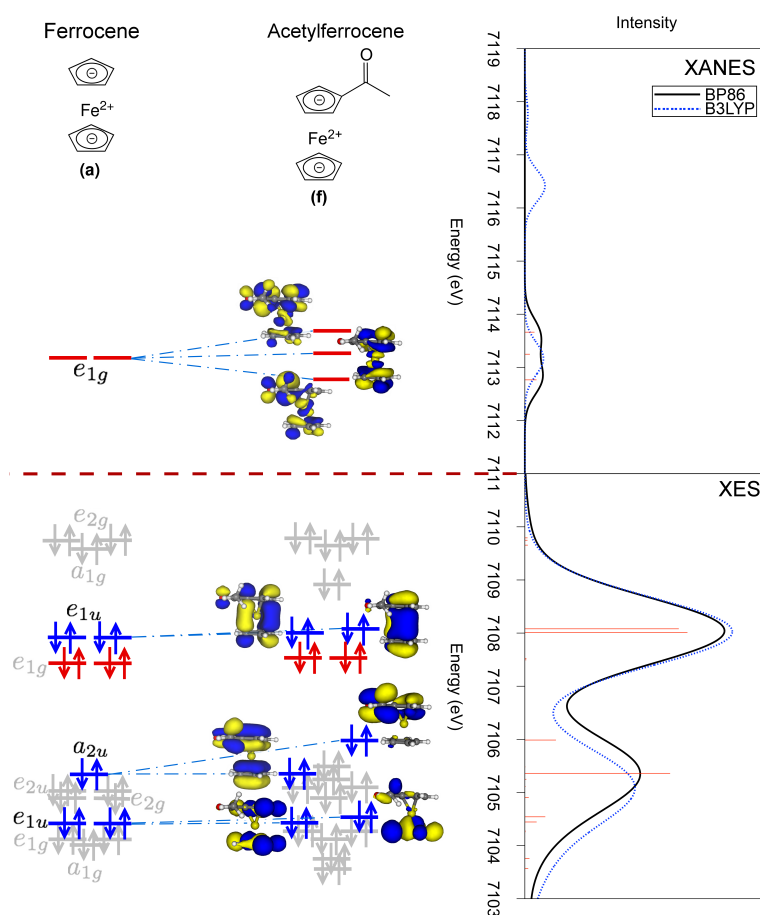 Ferrocene
Acetylferrocene
O
Fe2+
(a)
Fe2+
(f)
Intensity
XANES
BP86
B3LYP
Energy (eV)
7119
7118
7117
7116
7115
7114
7113
7112
7111
7110
7109
7108
7107
7106
7105
7104
7103
e1g
XES
Energy (eV)
e2g
a1g
e1u
e1g
a2u
e2u
e2g
e1u
e1g
a1g